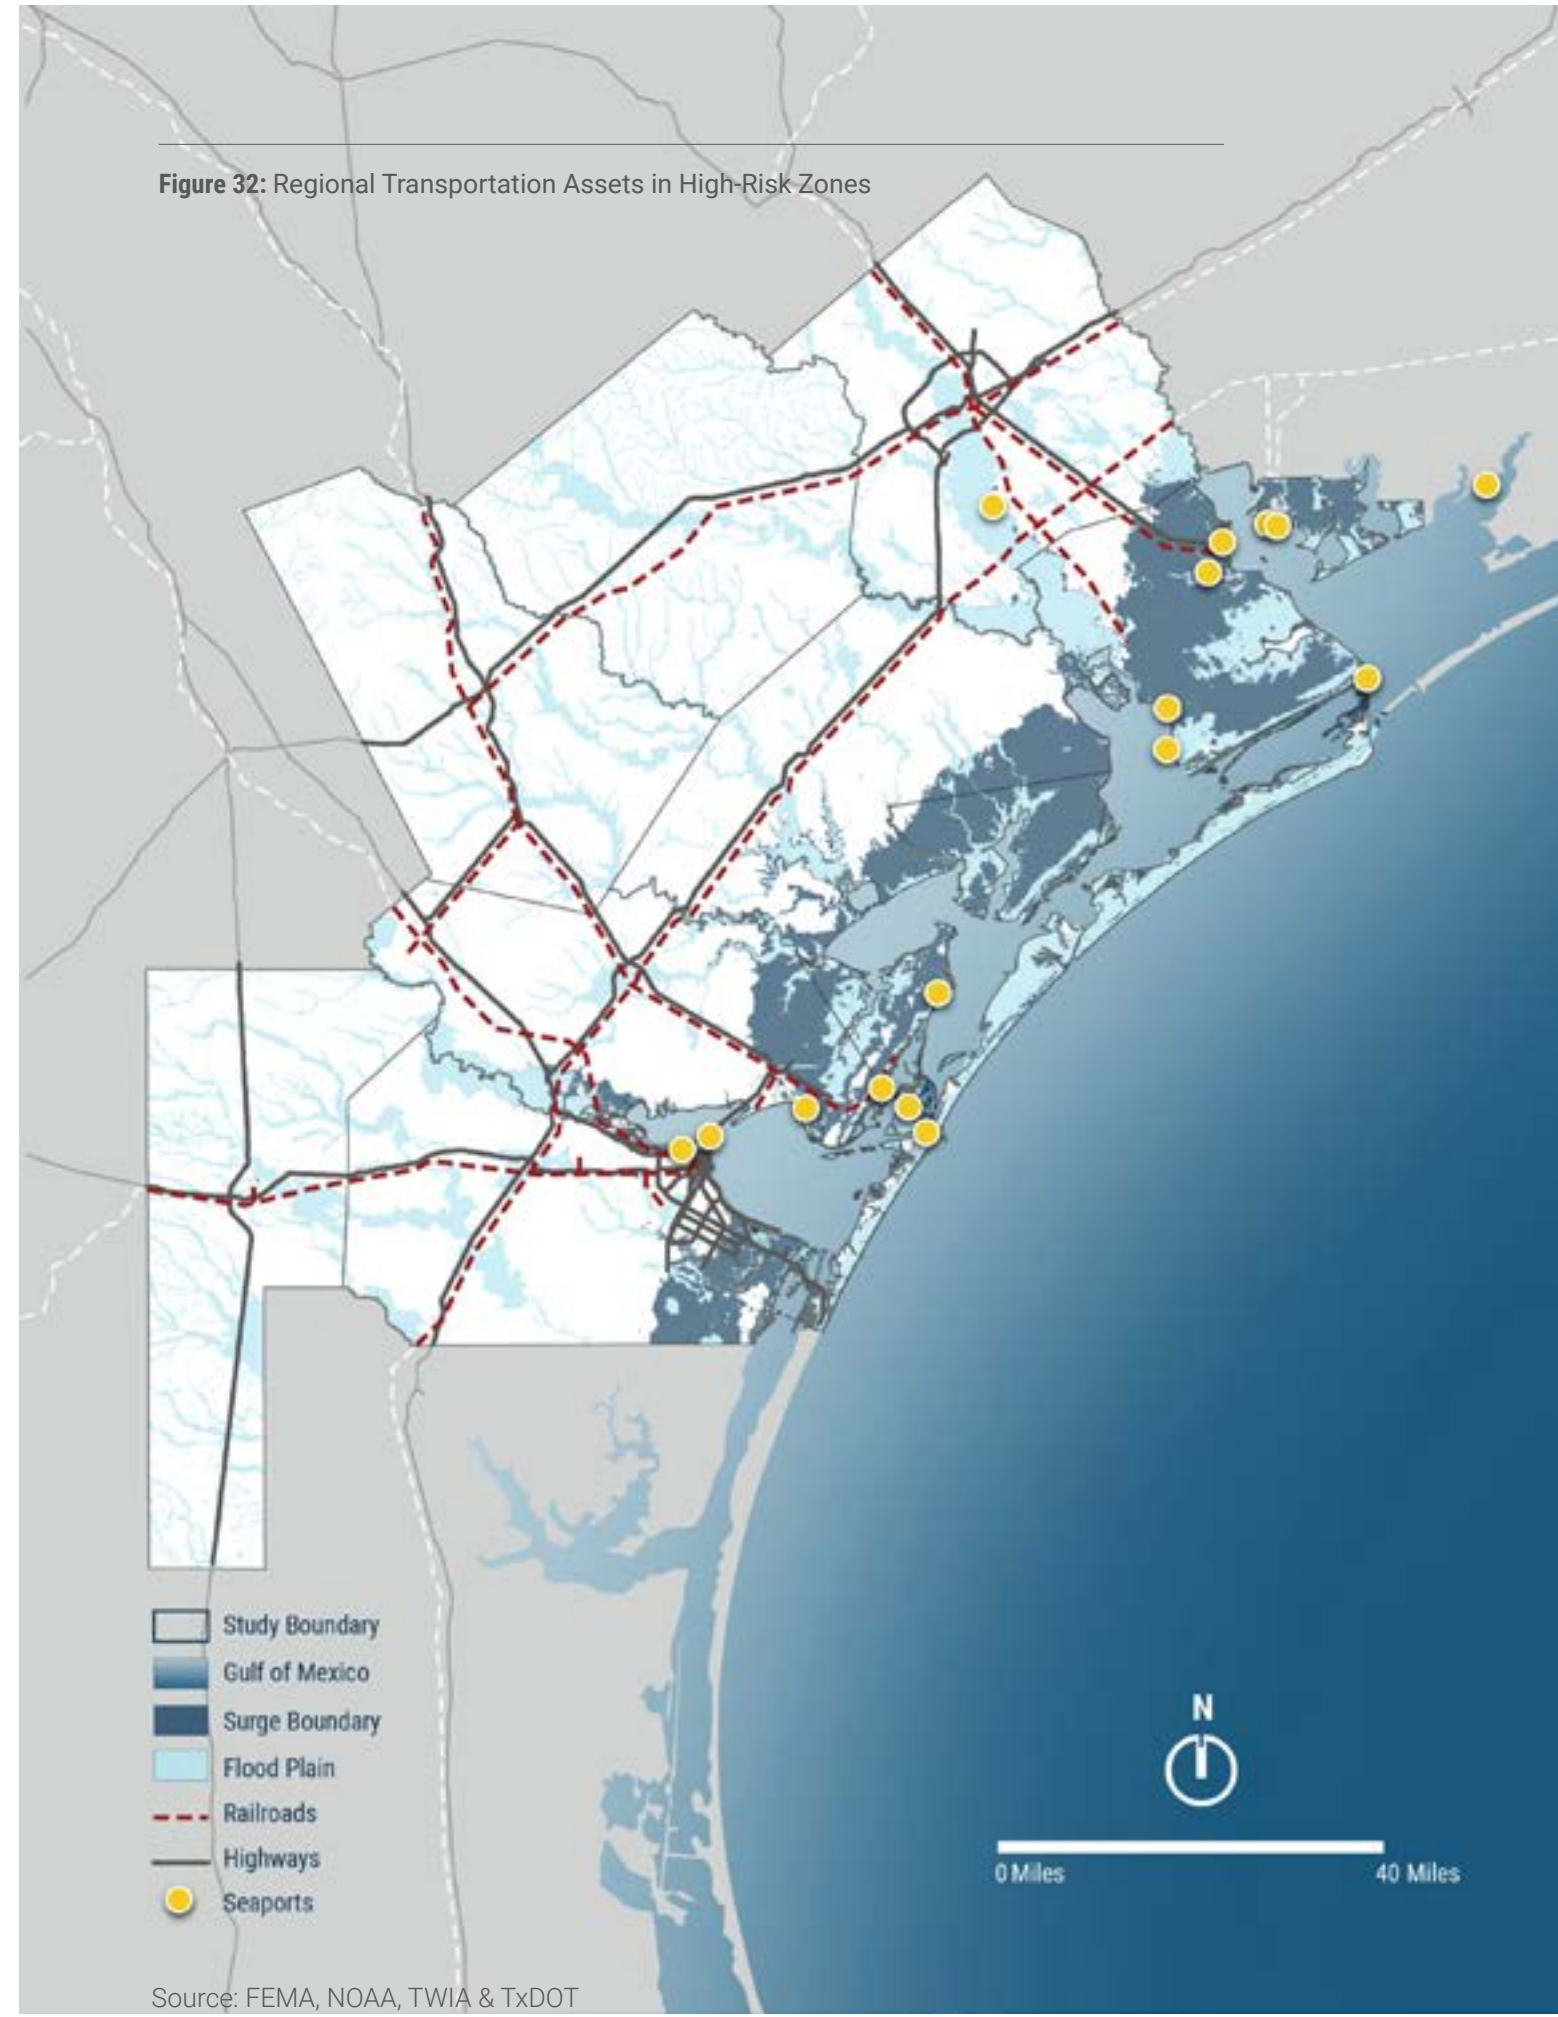 Figure 32: Regional Transportation Assets in High-Risk Zones
Study Boundary
Gulf of Mexico
Surge Boundary
Flood Plain
Railroads
Highways
Seaports
N
0 Miles
40 Miles
Source: FEMA, NOAA, TWIA & TxDOT